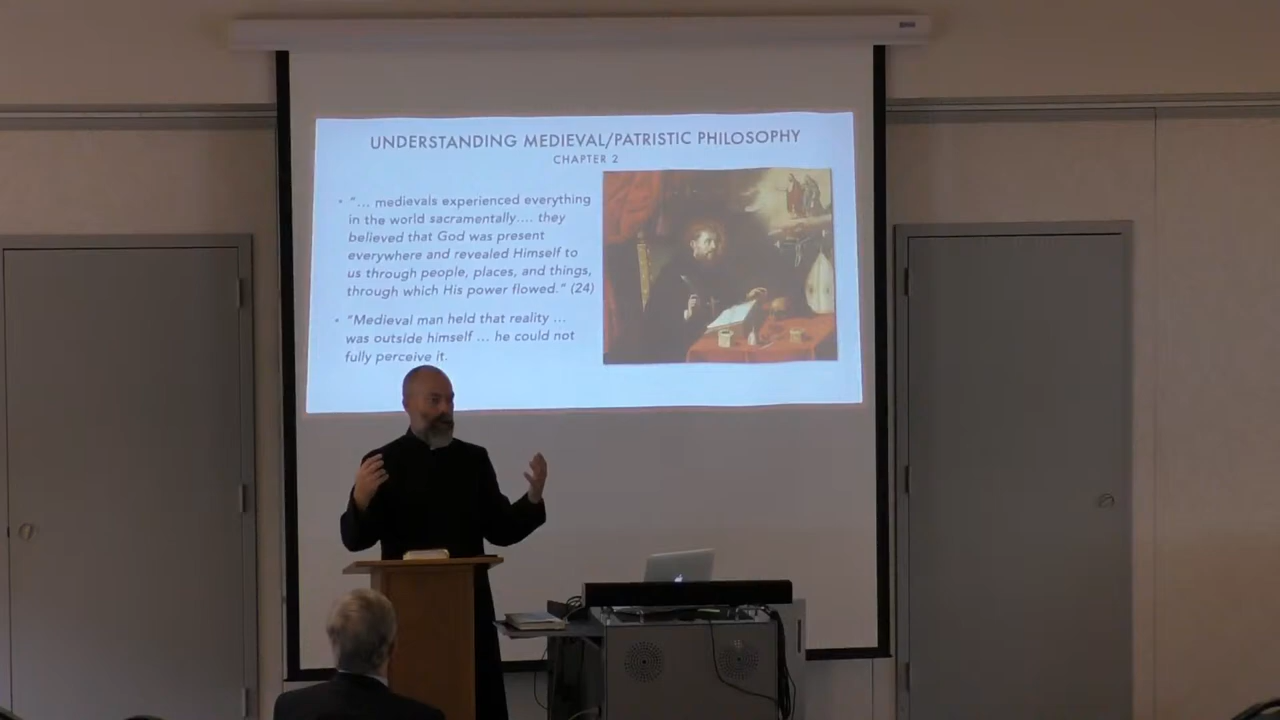 UNDERSTANDING MEDIEVAL/PATRISTIC PHILOSOPHY
CHAPTER 2
• "... medievals experienced everything
in the world sacramentally.... they
believed that God was present
everywhere and revealed Himself to
us through people, places, and things,
through which His power flowed." (24)
• "Medieval man held that reality ...
was outside himself ... he could not
fully perceive it.